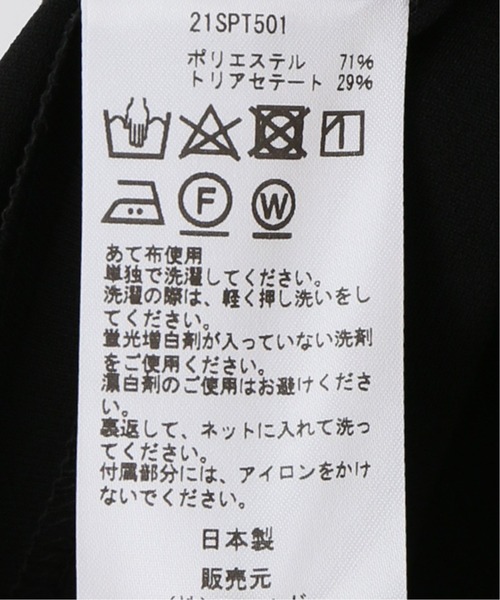 21SPT501
ポリエステル 71%
トリアセテート 29%
F
W
あて布使用
単独で洗濯してください。
洗濯の際は、軽く押し洗いをし
てください。
蛍光増白剤が入っていない洗剤
をご使用ください。
漂白剤のご使用はお避けくださ
い。
裏返して、ネットに入れて洗っ
てください。
付属部分には、アイロンをかけ
ないでください。
日本製
販売元